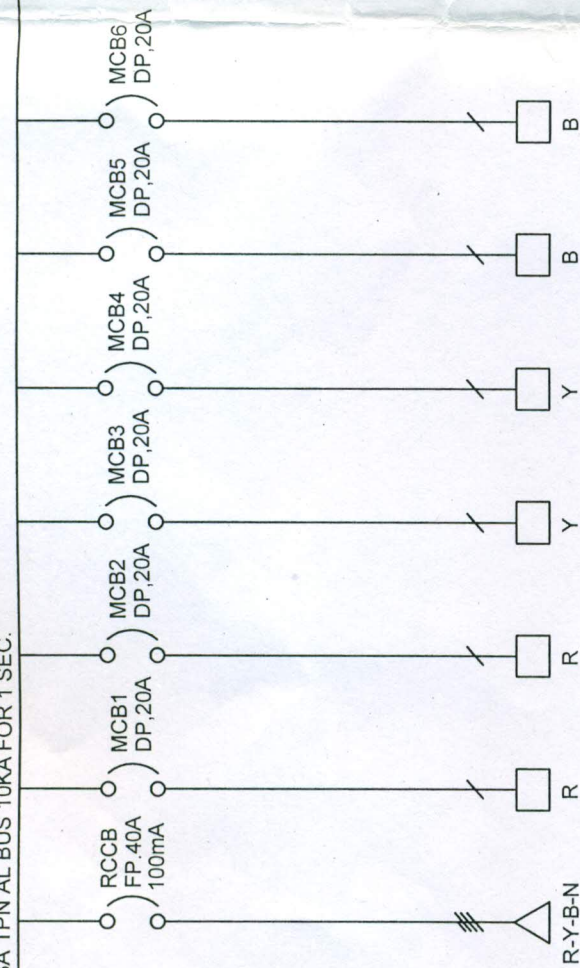 A TPN AL BUS 10KA FOR 1 SEC.
RCCB
FP.40A
100mA
MCB1
DP,20A
MCB2
DP,20A
MCB3
DP,20A
MCB4
DP,20A
MCB5
DP,20A
MCB6
DP,20A
R-Y-B-N
R
R
Y
Y
B
B